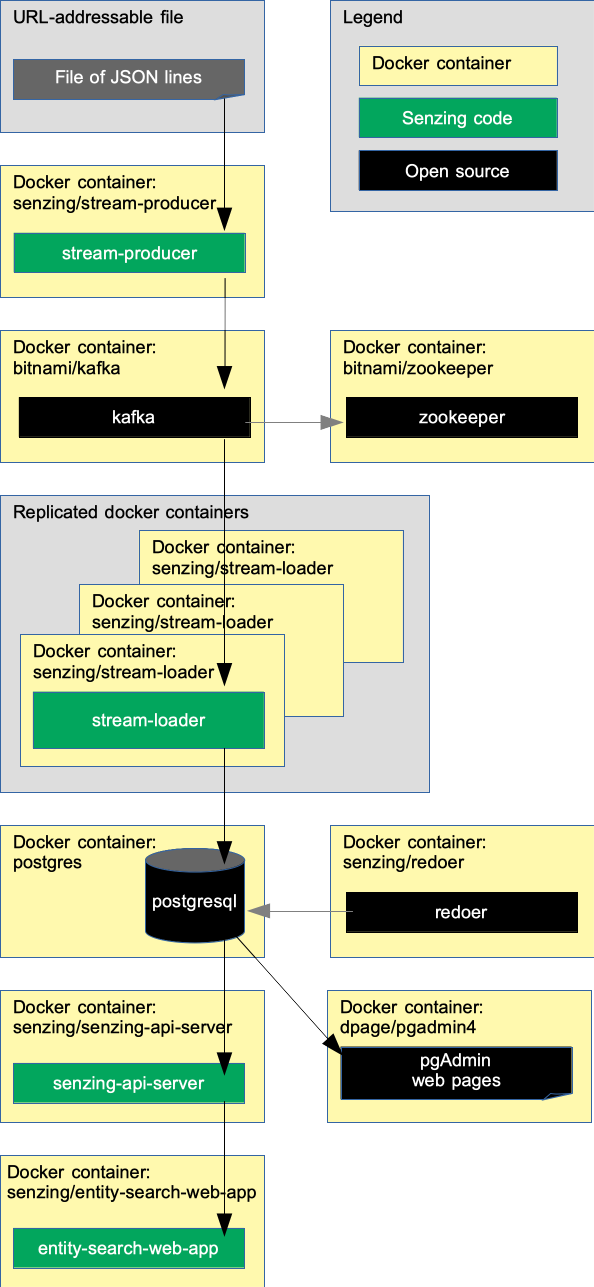 URL-addressable file
File of JSON lines
Legend
Docker container
Senzing code
Open source
Docker container:
senzing/stream-producer
stream-producer
Docker container:
bitnami/kafka
kafka
Docker container:
bitnami/zookeeper
zookeeper
Replicated docker containers
Docker container:
senzing/stream-loader
Docker container:
senzing/stream-loader
Docker container:
senzing/stream-loader
stream-loader
Docker container:
postgres
postgresql
Docker container:
senzing/redoer
redoer
Docker container:
senzing/senzing-api-server
senzing-api-server
Docker container:
dpage/pgadmin4
pgAdmin
web pages
Docker container:
senzing/entity-search-web-app
entity-search-web-app